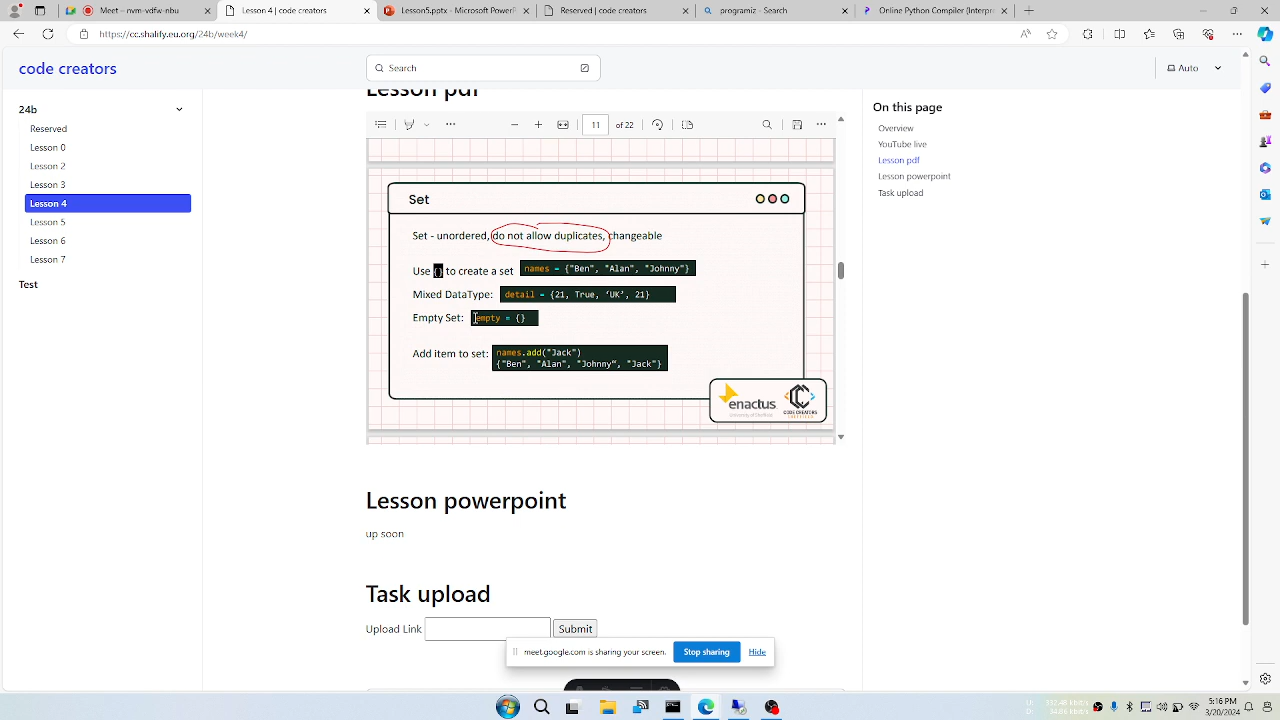 Meet – nvm-vdfw-nbu
Lesson 4 | code creators
Lesson5.pptx - Microsoft PowerP
Reserved | code creators
programiz - Search
Online Python Compiler (Interpre
https://cc.shalify.eu.org/24b/week4/
code creators
Search
Auto
24b
Reserved
Lesson 0
Lesson 2
Lesson 3
Lesson 4
Lesson 5
Lesson 6
Lesson 7
Test
Lesson pdf
11 of 22
Set
Set - unordered, do not allow duplicates, changeable
Use {} to create a set names = {"Ben", "Alan", "Johnny"}
Mixed DataType: detail = {21, True, ‘UK’, 21}
Empty Set: empty = {}
Add item to set: names.add("Jack")
{"Ben", "Alan", "Johnny“, "Jack"}
enactus
CODE CREATORS
Lesson powerpoint
up soon
Task upload
Upload Link Submit
meet.google.com is sharing your screen. Stop sharing Hide
On this page
Overview
YouTube live
Lesson pdf
Lesson powerpoint
Task upload
5:16 PM
3/20/2024